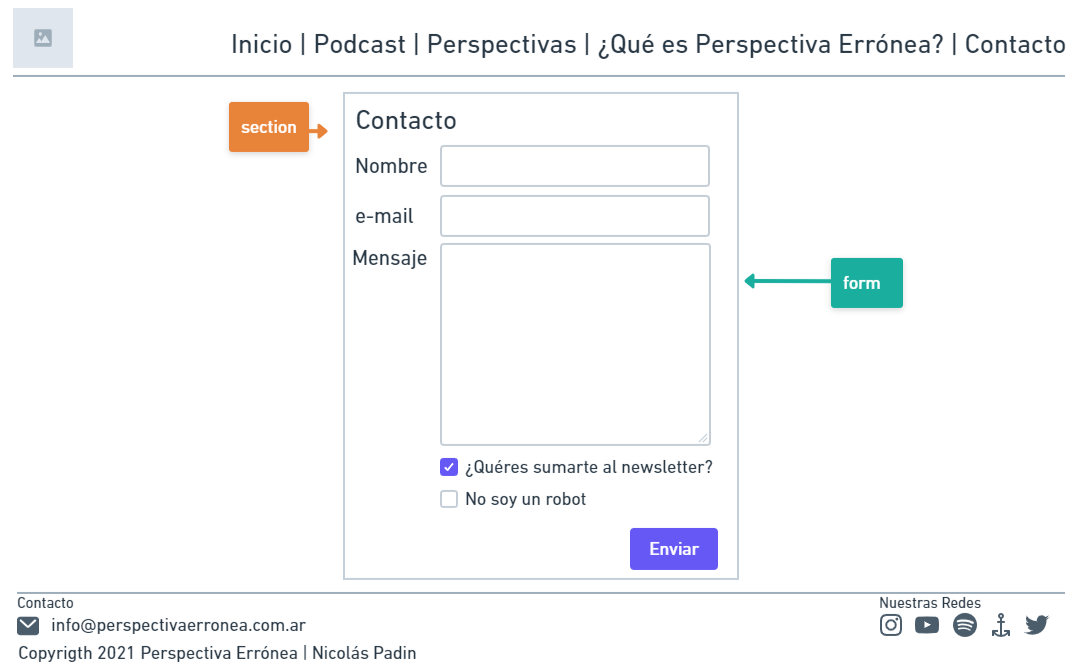 Inicio | Podcast | Perspectivas | ¿Qué es Perspectiva Errónea? | Contacto
section
Contacto
Nombre
e-mail
Mensaje
form
¿Quéres sumarte al newsletter?
No soy un robot
Enviar
Contacto
info@perspectivaerronea.com.ar
Copyrigth 2021 Perspectiva Errónea | Nicolás Padin
Nuestras Redes